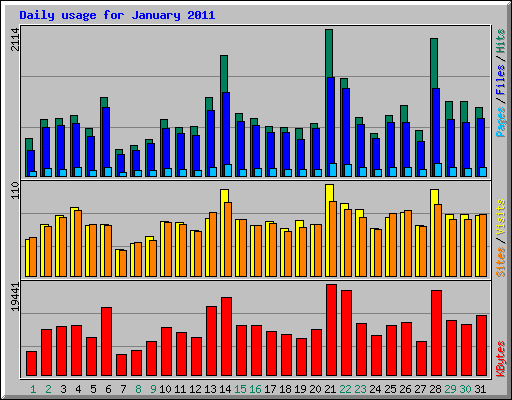 Daily usage for January 2011
2114
Pages / Files / Hits
110
Sites / Visits
19441
KBytes
1 2 3 4 5 6 7 8 9 10 11 12 13 14 15 16 17 18 19 20 21 22 23 24 25 26 27 28 29 30 31